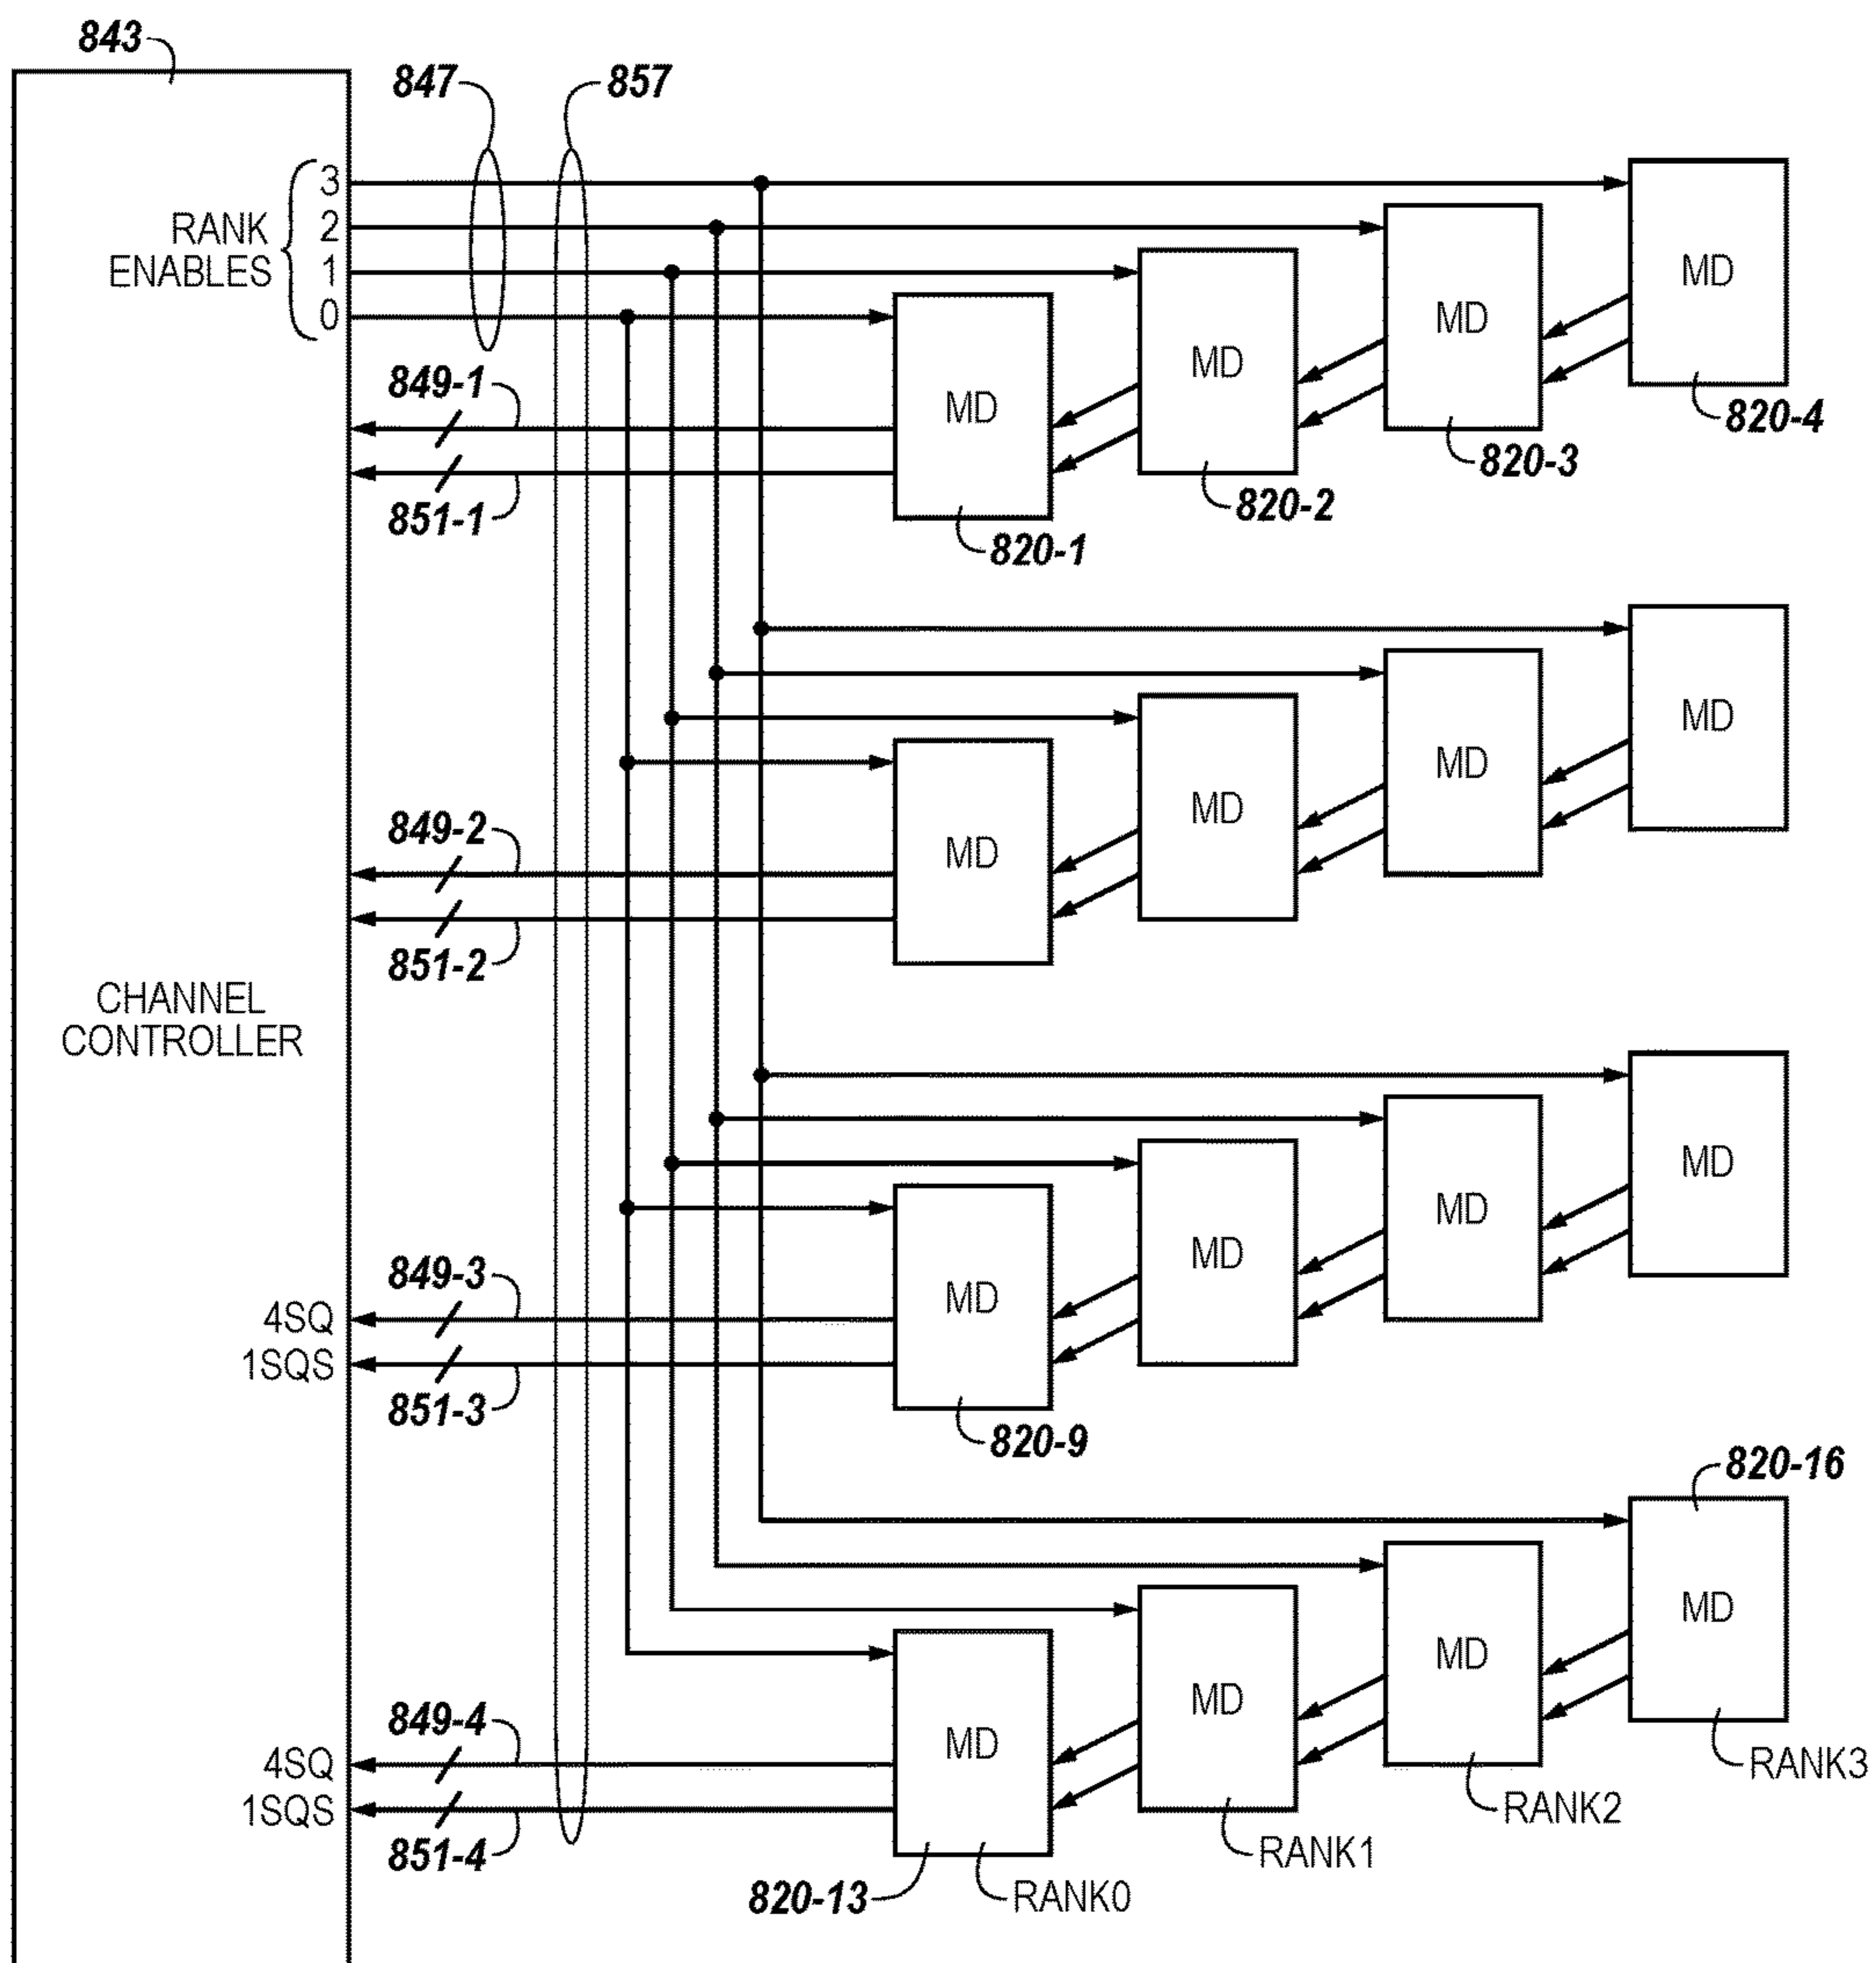 843
847
857
3
RANK
ENABLES
2
1
0
MD
MD
MD
MD
849-1
851-1
820-4
820-3
820-2
820-1
MD
MD
MD
MD
849-2
851-2
CHANNEL
CONTROLLER
MD
MD
MD
MD
849-3
4SQ
1SQS
851-3
820-9
820-16
MD
MD
MD
MD
849-4
4SQ
1SQS
851-4
RANK3
RANK2
RANK1
820-13
RANK0